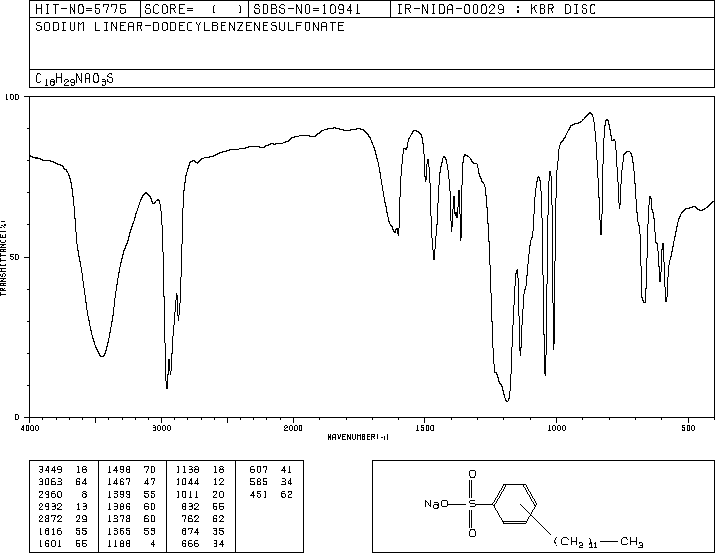 HIT-NO=5775 SCORE= ( ) SDBS-NO=10941 IR-NIDA-00029 : KBR DISC
SODIUM LINEAR-DODECYLBENZENESULFONATE
C18H29NAO3S
100
50
0
TRANSMITTANCE(%)
4000 3000 2000 1500 1000 500
WAVENUMBER(-1)
3449 18 1498 70 1138 18 607 41
3063 64 1467 47 1044 12 585 34
2960 8 1399 55 1011 20 451 62
2932 13 1386 60 832 55
2872 29 1378 60 762 62
1616 55 1365 53 674 35
1601 55 1188 4 666 34
O
NaO S
O
(CH2)11 CH3